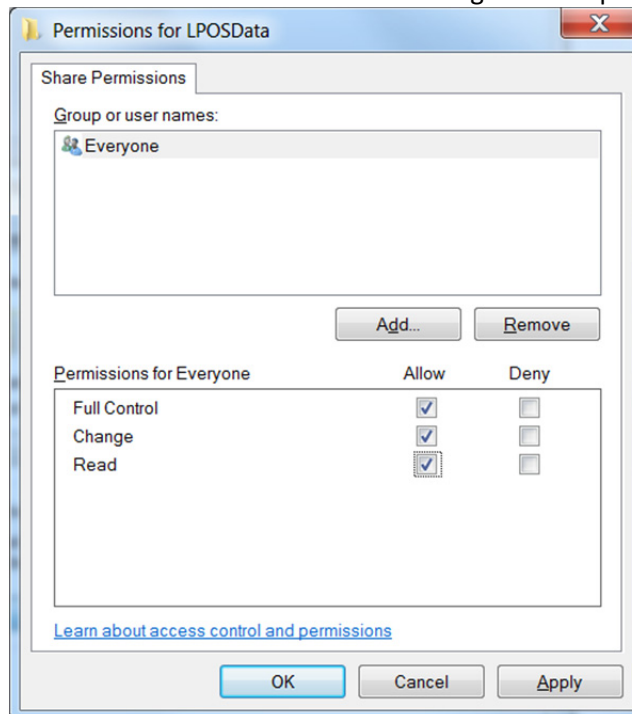 Permissions for LPOSData
Share Permissions
Group or user names:
Everyone
Add...
Remove
Permissions for Everyone Allow Deny
Full Control
Change
Read
Learn about access control and permissions
OK Cancel Apply